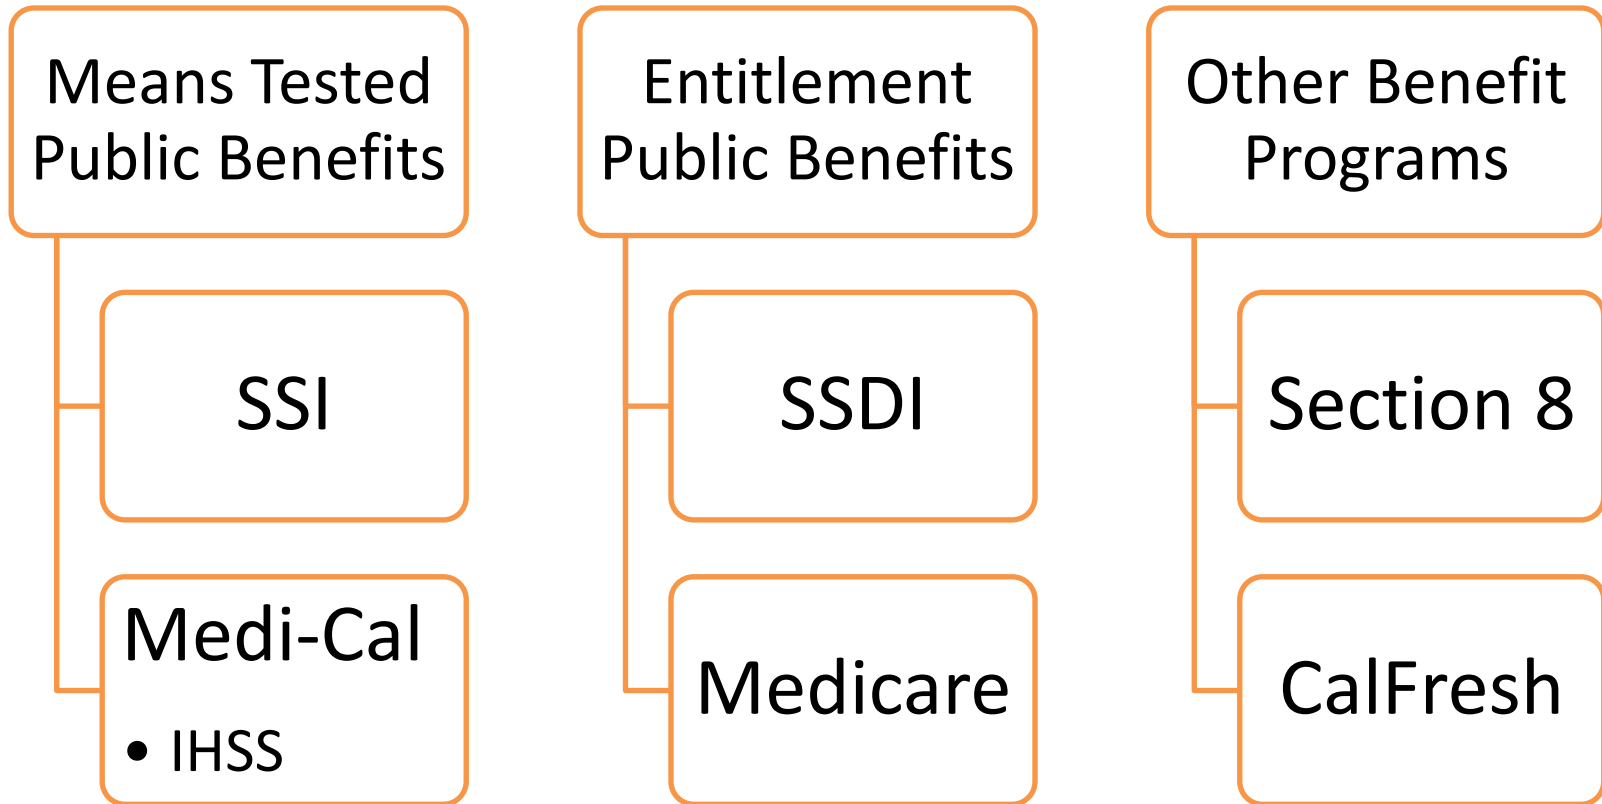 Means Tested
Public Benefits
SSI
Medi-Cal
• IHSS
Entitlement
Public Benefits
SSDI
Medicare
Other Benefit
Programs
Section 8
CalFresh